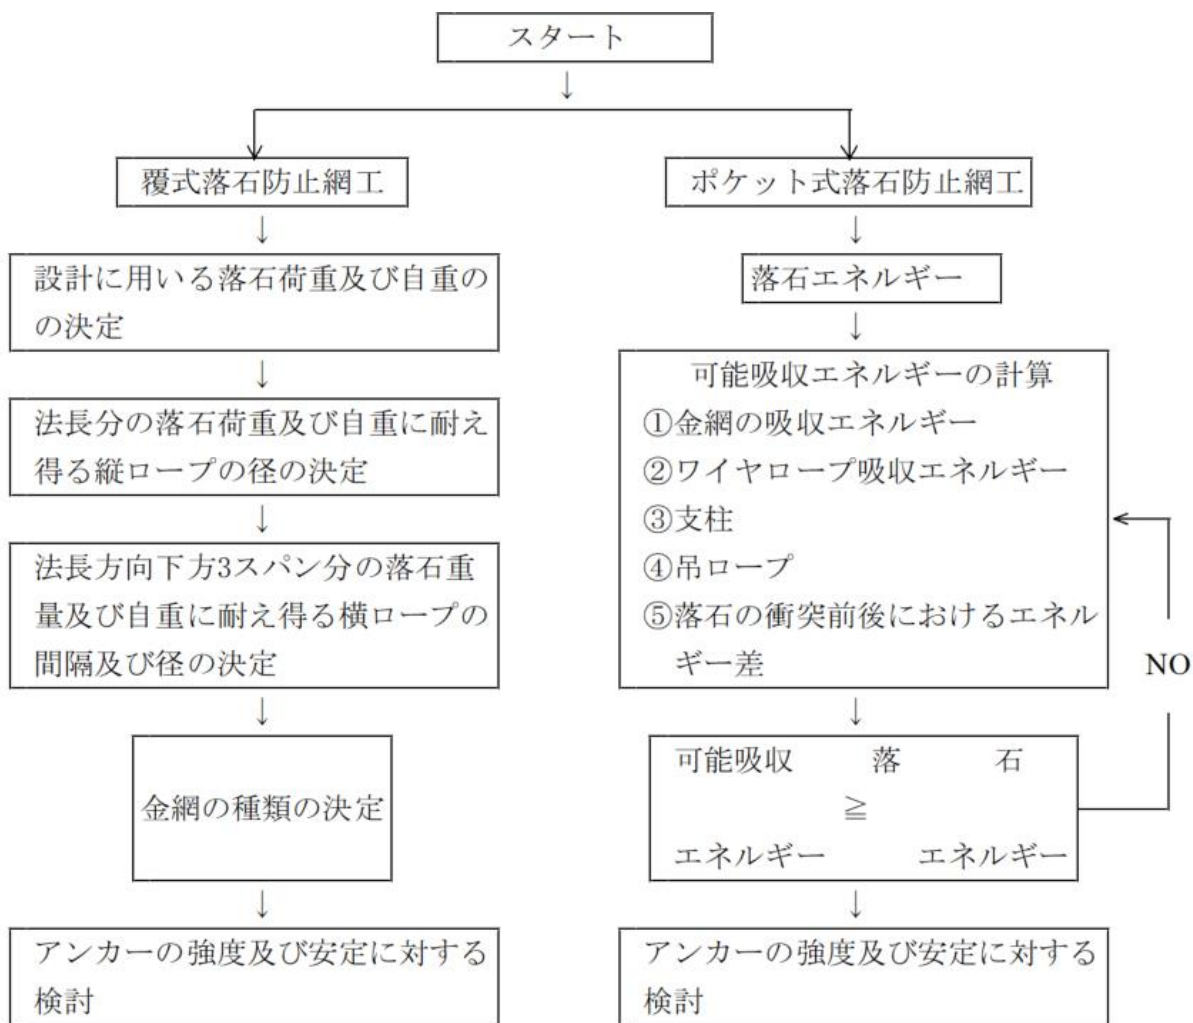 スタート
↓
覆式落石防止網工
↓
設計に用いる落石荷重及び自重の
の決定
↓
法長分の落石荷重及び自重に耐え
得る縦ロープの径の決定
↓
法長方向下方3スパン分の落石重
量及び自重に耐え得る横ロープの
間隔及び径の決定
↓
金網の種類の決定
↓
アンカーの強度及び安定に対する
検討
ポケット式落石防止網工
↓
落石エネルギー
↓
可能吸収エネルギーの計算
①金網の吸収エネルギー
②ワイヤロープ吸収エネルギー
③支柱
④吊ロープ
⑤落石の衝突前後におけるエネル
ギー差
↓
可能吸収 落 石
≧
エネルギー エネルギー
NO
↓
アンカーの強度及び安定に対する
検討